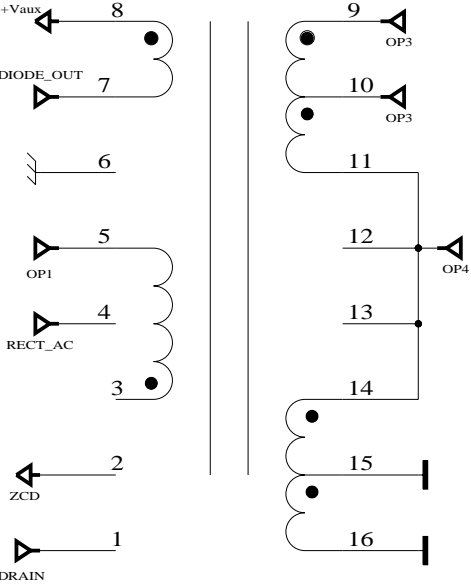 +Vaux 8 9
OP3
DIODE_OUT 7 10
OP3
6 11
5 12
OP1 OP4
4 13
RECT_AC
3 14
2 15
ZCD
1 16
DRAIN